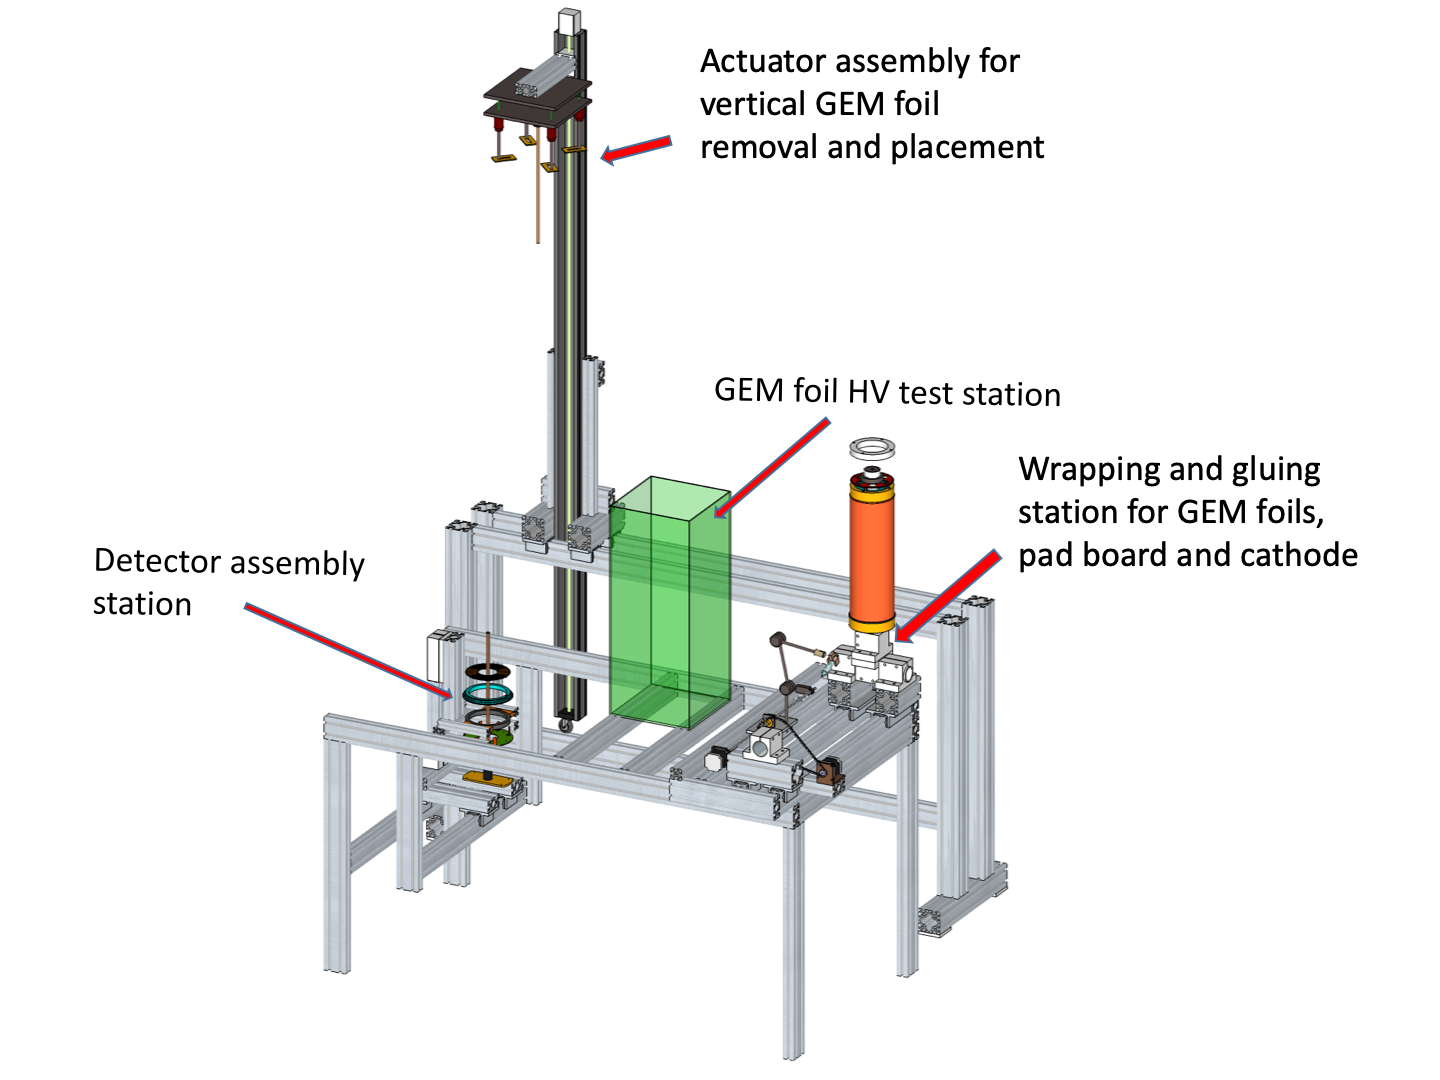 Actuator assembly for
vertical GEM foil
removal and placement
GEM foil HV test station
Wrapping and gluing
station for GEM foils,
pad board and cathode
Detector assembly
station